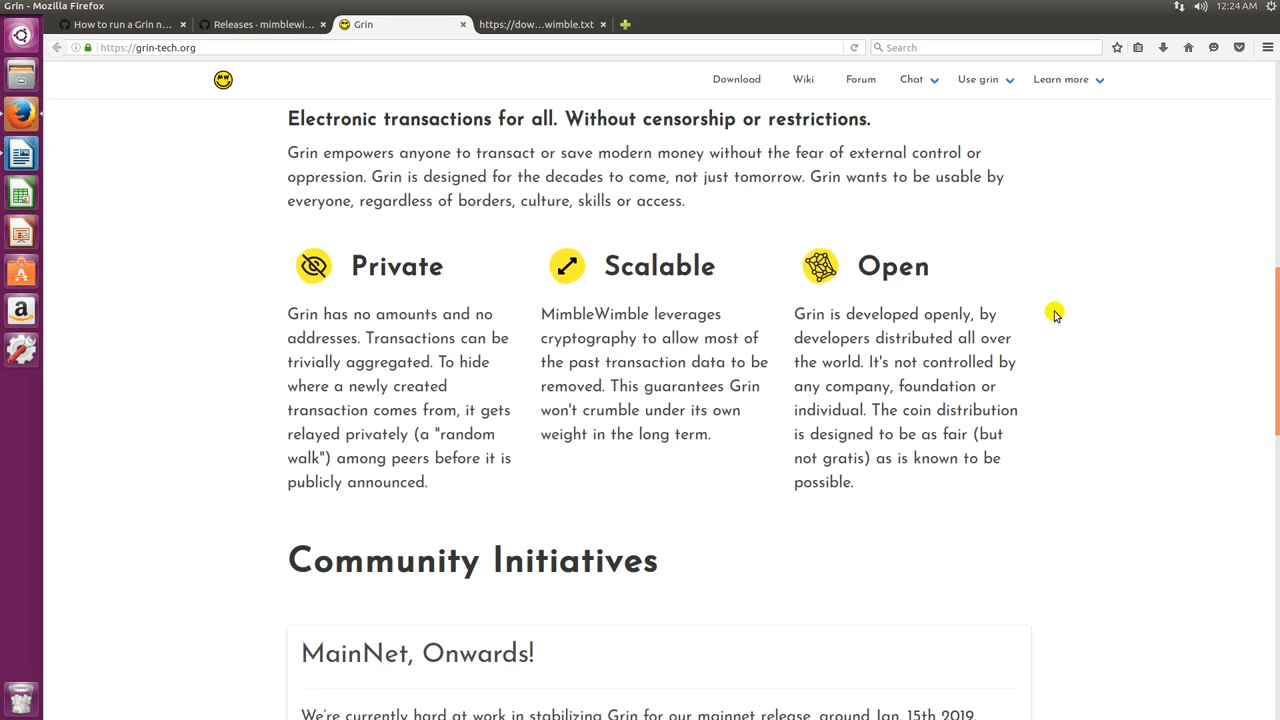 Grin - Mozilla Firefox
12:24 AM
How to run a Grin n...
Releases · mimblewi...
Grin
https://dow...wimble.txt
https://grin-tech.org
Search
MW
Download
Wiki
Forum
Chat
Use grin
Learn more
Electronic transactions for all. Without censorship or restrictions.
Grin empowers anyone to transact or save modern money without the fear of external control or
oppression. Grin is designed for the decades to come, not just tomorrow. Grin wants to be usable by
everyone, regardless of borders, culture, skills or access.
Private
Grin has no amounts and no
addresses. Transactions can be
trivially aggregated. To hide
where a newly created
transaction comes from, it gets
relayed privately (a "random
walk") among peers before it is
publicly announced.
Scalable
MimbleWimble leverages
cryptography to allow most of
the past transaction data to be
removed. This guarantees Grin
won't crumble under its own
weight in the long term.
Open
Grin is developed openly, by
developers distributed all over
the world. It's not controlled by
any company, foundation or
individual. The coin distribution
is designed to be as fair (but
not gratis) as is known to be
possible.
Community Initiatives
MainNet, Onwards!
We're currently hard at work in stabilizing Grin for our mainnet release, around Jan. 15th 2019.